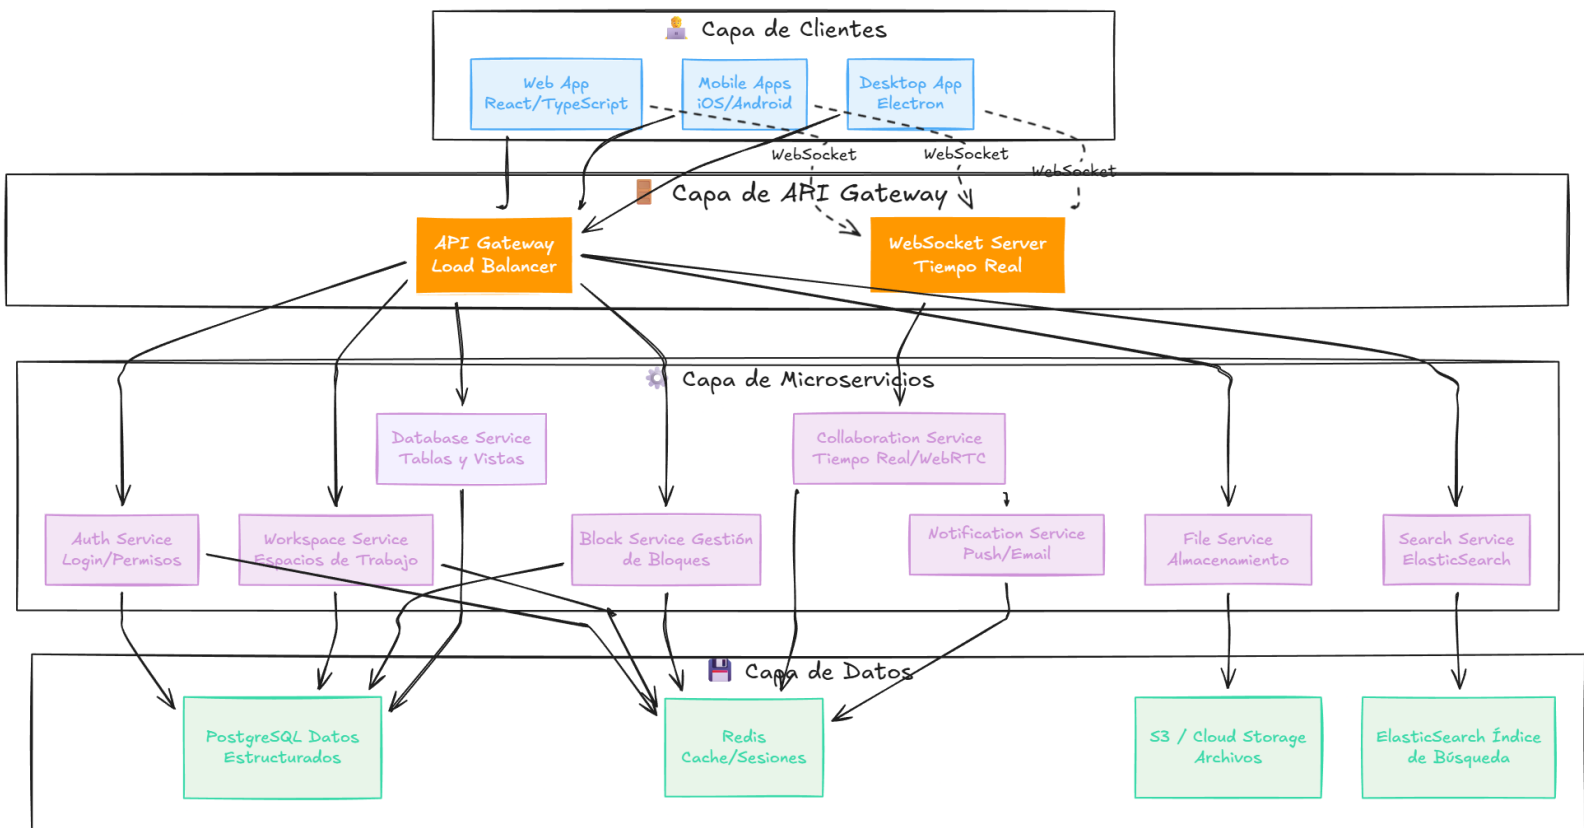 Capa de Clientes
Web App
React/TypeScript
Mobile Apps
iOS/Android
Desktop App
Electron
WebSocket
WebSocket
WebSocket
Capa de API Gateway
API Gateway
Load Balancer
WebSocket Server
Tiempo Real
Capa de Microservicios
Database Service
Tablas y Vistas
Collaboration Service
Tiempo Real/WebRTC
Auth Service
Login/Permisos
Workspace Service
Espacios de Trabajo
Block Service Gestión
de Bloques
Notification Service
Push/Email
File Service
Almacenamiento
Search Service
ElasticSearch
Capa de Datos
PostgreSQL Datos
Estructurados
Redis
Cache/Sesiones
S3 / Cloud Storage
Archivos
ElasticSearch Índice
de Búsqueda